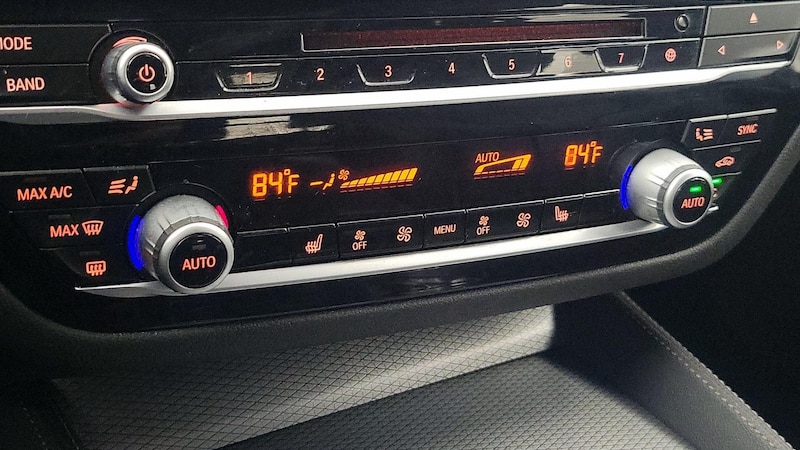 MODE
BAND
1 2 3 4 5 6 7
84°F AUTO 84°F
SYNC
MAX A/C
MAX
AUTO
AUTO
OFF MENU OFF